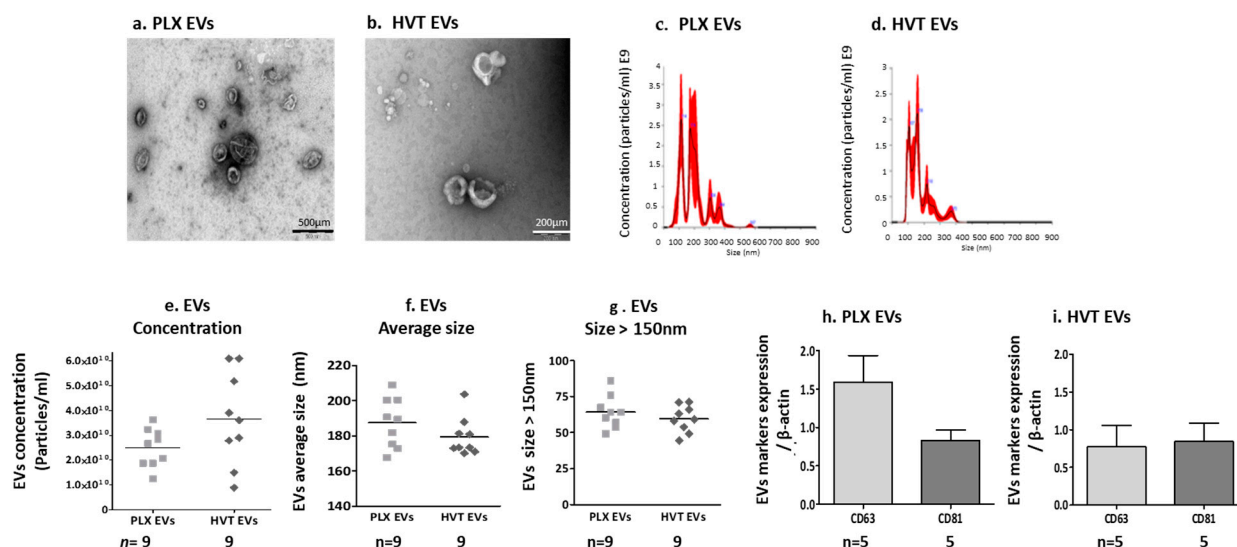 a. PLX EVs
b. HVT EVs
c. PLX EVs
d. HVT EVs
500μm
200μm
Concentration (particles/ml) E9
4
3.5
3
2.5
2
1.5
1
0.5
0
0 100 200 300 400 500 600 700 800 900
Size (nm)
Concentration (particles/ml) E9
3
2.5
2
1.5
1
0.5
0
0 100 200 300 400 500 600 700 800 900
Size (nm)
e. EVs
Concentration
EVs concentration
(Particles/ml)
6.0x10¹⁰
5.0x10¹⁰
4.0x10¹⁰
3.0x10¹⁰
2.0x10¹⁰
1.0x10¹⁰
PLX EVs HVT EVs
n= 9 9
f. EVs
Average size
EVs average size (nm)
220
200
180
160
140
PLX EVs HVT EVs
n=9 9
g . EVs
Size > 150nm
EVs size > 150nm
100
75
50
25
0
PLX EVs HVT EVs
n=9 9
h. PLX EVs
EVs markers expression
/ β-actin
2.0
1.5
1.0
0.5
0.0
CD63 CD81
n=5 5
i. HVT EVs
EVs markers expression
/ β-actin
2.0
1.5
1.0
0.5
0.0
CD63 CD81
n=5 5